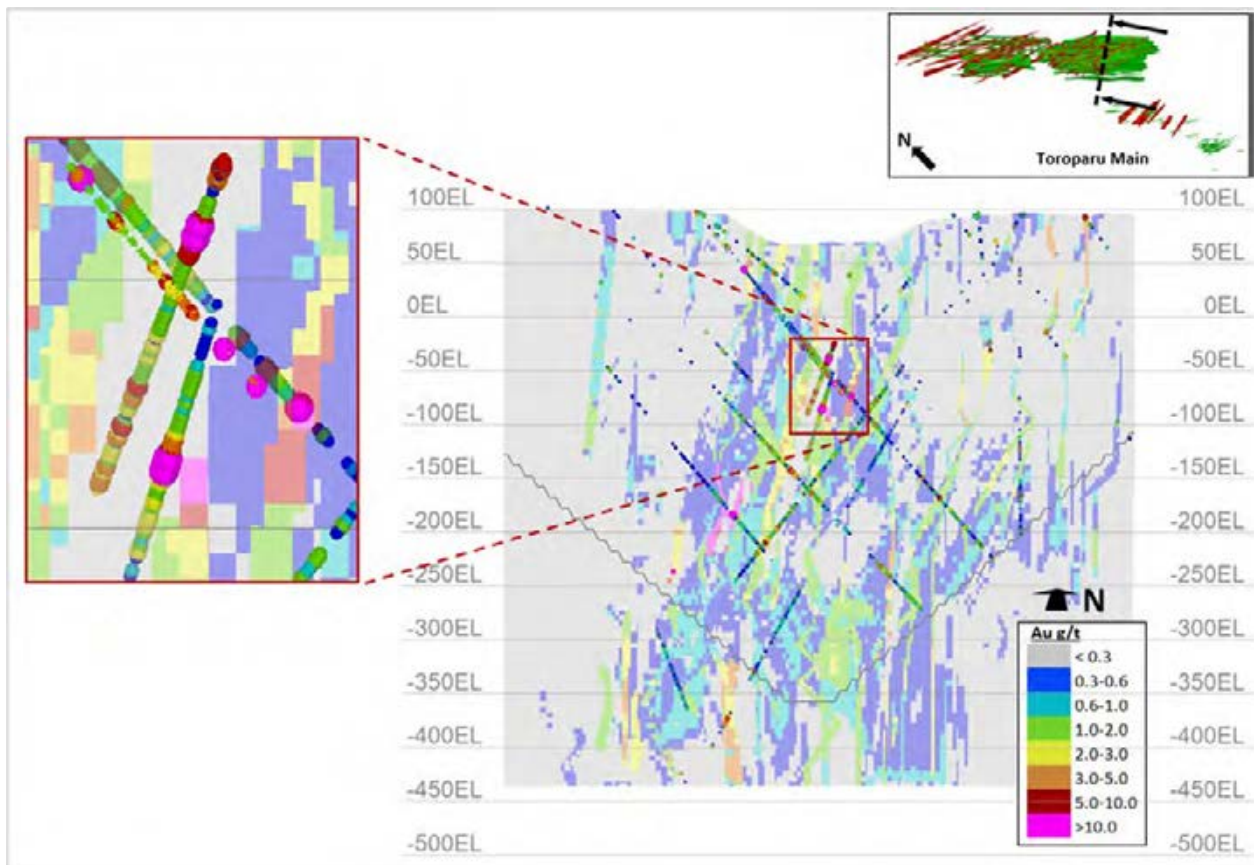 N
Toroparu Main
100EL 100EL
50EL 50EL
0EL 0EL
-50EL -50EL
-100EL -100EL
-150EL -150EL
-200EL -200EL
-250EL -250EL
N
-300EL -300EL
-350EL -350EL
-400EL -400EL
-450EL -450EL
-500EL -500EL
Au g/t
< 0.3
0.3-0.6
0.6-1.0
1.0-2.0
2.0-3.0
3.0-5.0
5.0-10.0
>10.0